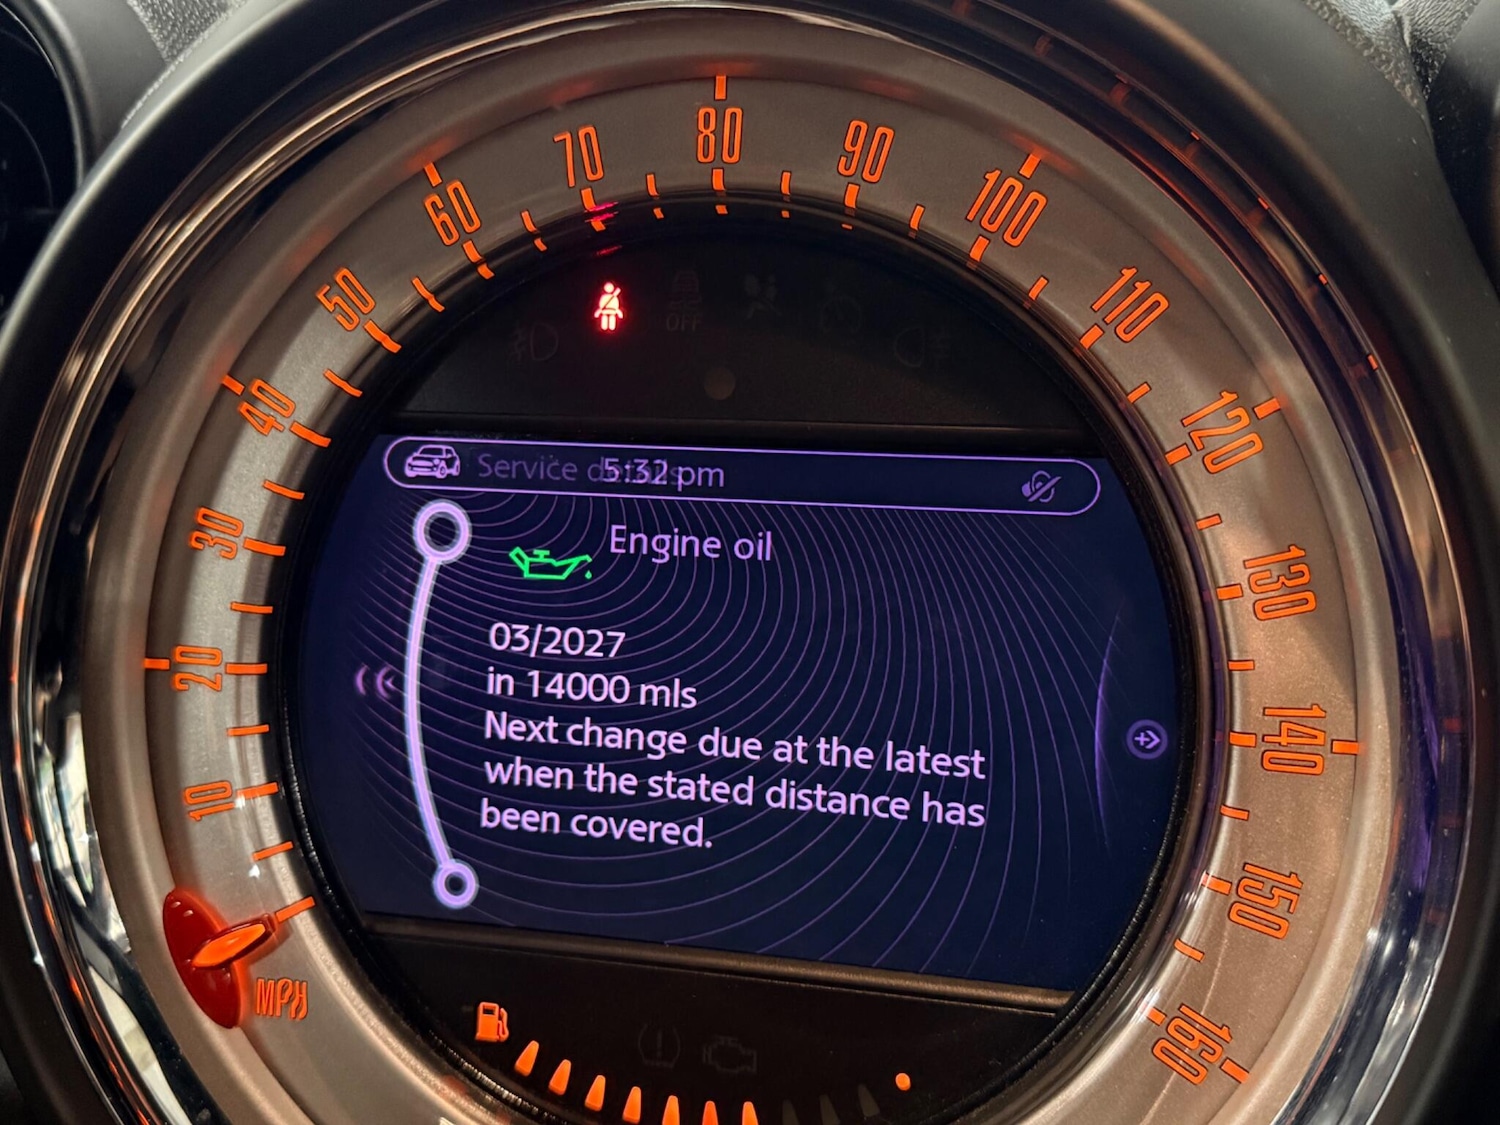 10
20
30
40
50
60
70
80
90
100
110
120
130
140
150
160
MPH
OFF
Service details
5:32 pm
Engine oil
03/2027
in 14000 mls
Next change due at the latest
when the stated distance has
been covered.